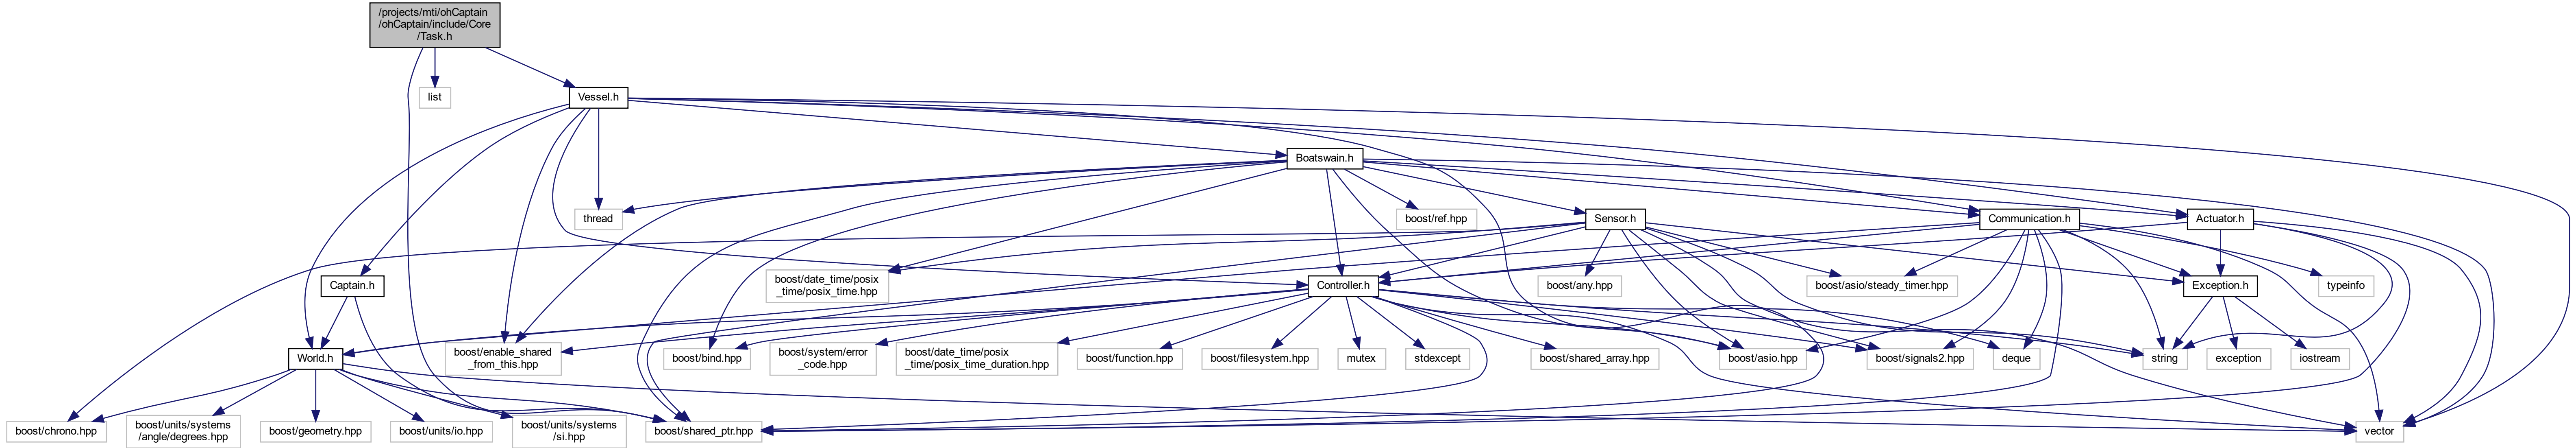 /projects/mti/ohCaptain
/ohCaptain/include/Core
/Task.h
list
Vessel.h
Boatswain.h
thread
boost/ref.hpp
Sensor.h
Communication.h
Actuator.h
Captain.h
boost/date_time/posix
_time/posix_time.hpp
Controller.h
boost/any.hpp
boost/asio/steady_timer.hpp
Exception.h
typeinfo
World.h
boost/enable_shared
_from_this.hpp
boost/bind.hpp
boost/system/error
_code.hpp
boost/date_time/posix
_time/posix_time_duration.hpp
boost/function.hpp
boost/filesystem.hpp
mutex
stdexcept
boost/shared_array.hpp
boost/asio.hpp
boost/signals2.hpp
deque
string
exception
iostream
boost/chrono.hpp
boost/units/systems
/angle/degrees.hpp
boost/geometry.hpp
boost/units/io.hpp
boost/units/systems
/si.hpp
boost/shared_ptr.hpp
vector